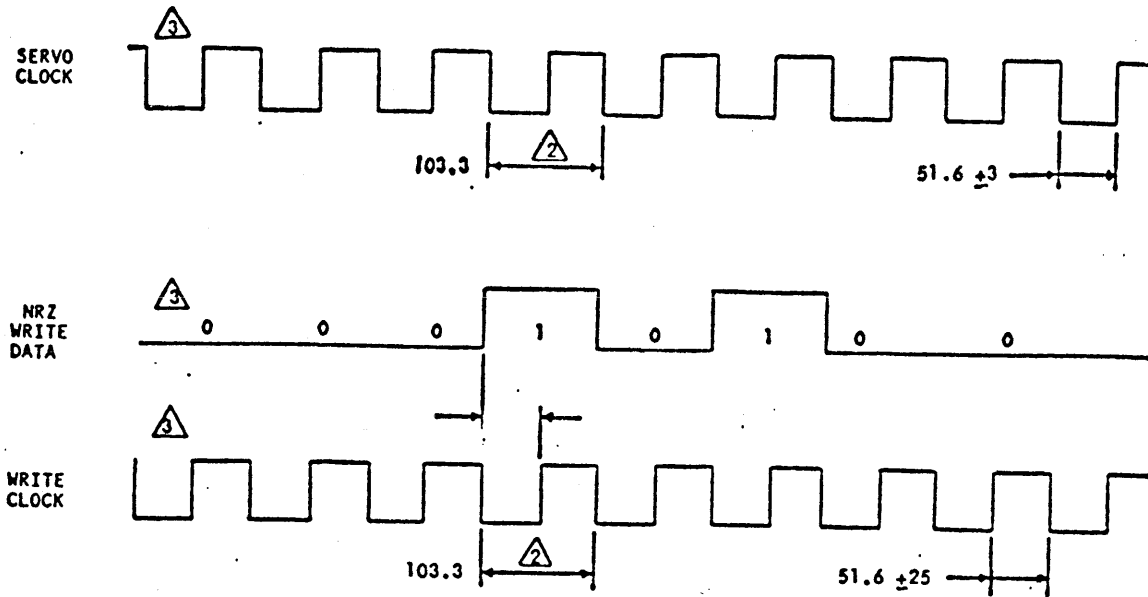 3
SERVO
CLOCK
103.3
2
51.6 ±3
3
NRZ
WRITE
DATA
0 0 0 1 0 1 0 0
3
WRITE
CLOCK
103.3
2
51.6 ±25